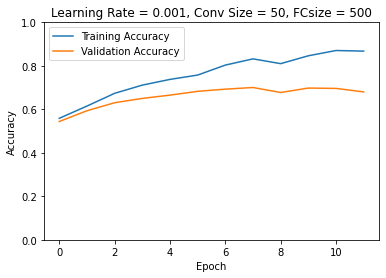 Learning Rate = 0.001, Conv Size = 50, FCsize = 500
Training Accuracy
Validation Accuracy
1.0
0.8
0.6
0.4
0.2
0.0
Accuracy
0 2 4 6 8 10
Epoch